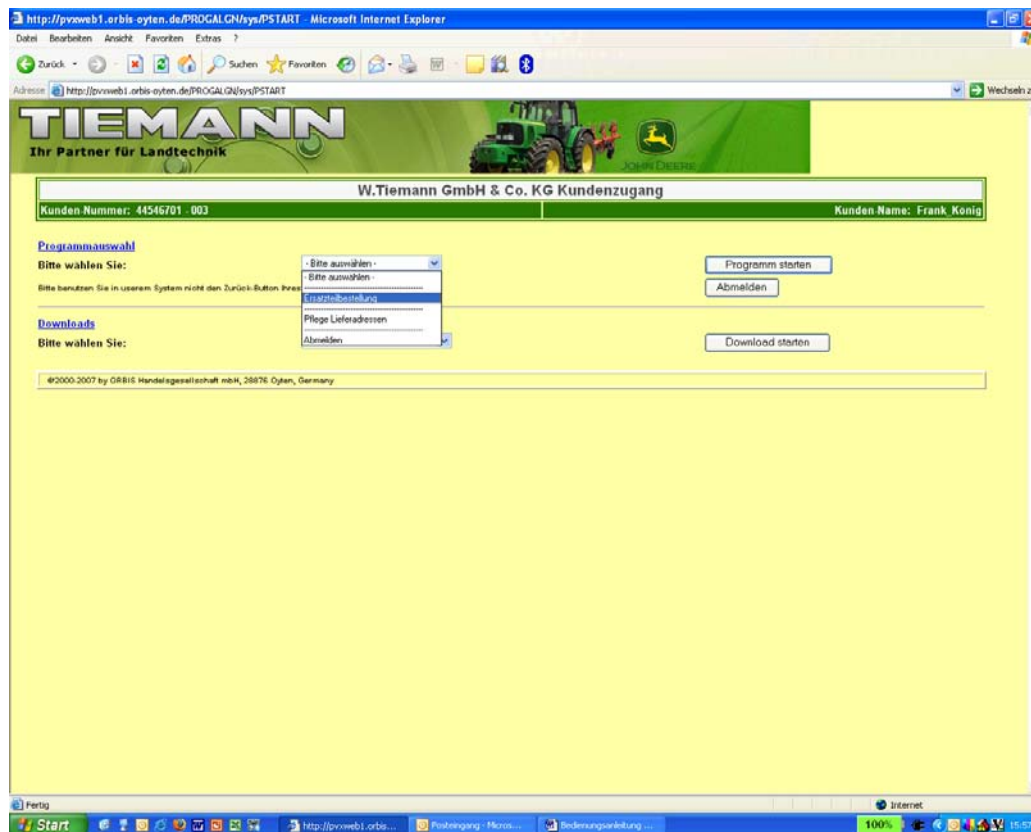 http://pvxweb1.orbis-oyten.de/PROGALGN/sys/PSTART - Microsoft Internet Explorer
Datei Bearbeiten Ansicht Favoriten Extras ?
Zurück Suchen Favoriten
Adresse http://pvxweb1.orbis-oyten.de/PROGALGN/sys/PSTART Wechseln z
TIEMANN
Ihr Partner für Landtechnik
JOHN DEERE
W.Tiemann GmbH & Co. KG Kundenzugang
Kunden-Nummer: 44546701 - 003 Kunden-Name: Frank_Konig
Programmauswahl
Bitte wahlen Sie: - Bitte auswählen - Programm starten
- Bitte auswählen -
Bitte benutzen Sie in userem System nicht den Zurück-Button Ihres Abmelden
Ersatzteilbestellung
Pflege Lieferadressen
Downloads
Abmelden
Bitte wahlen Sie: Download starten
©2000-2007 by ORBIS Handelsgesellschaft mbH, 28876 Oyten, Germany
Fertig Internet
Start http://pvxweb1.orbis... Posteingang - Micros... Bedienungsanleitung ... 100%